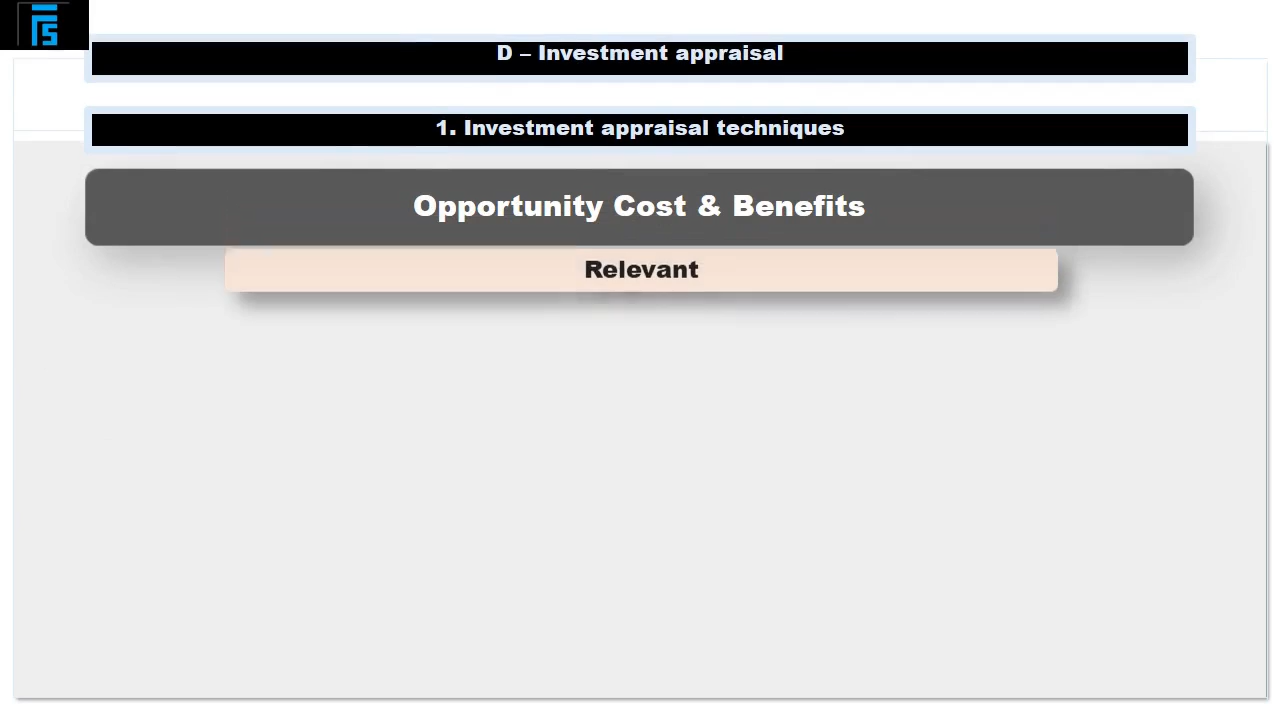 D – Investment appraisal
1. Investment appraisal techniques
Opportunity Cost & Benefits
Relevant